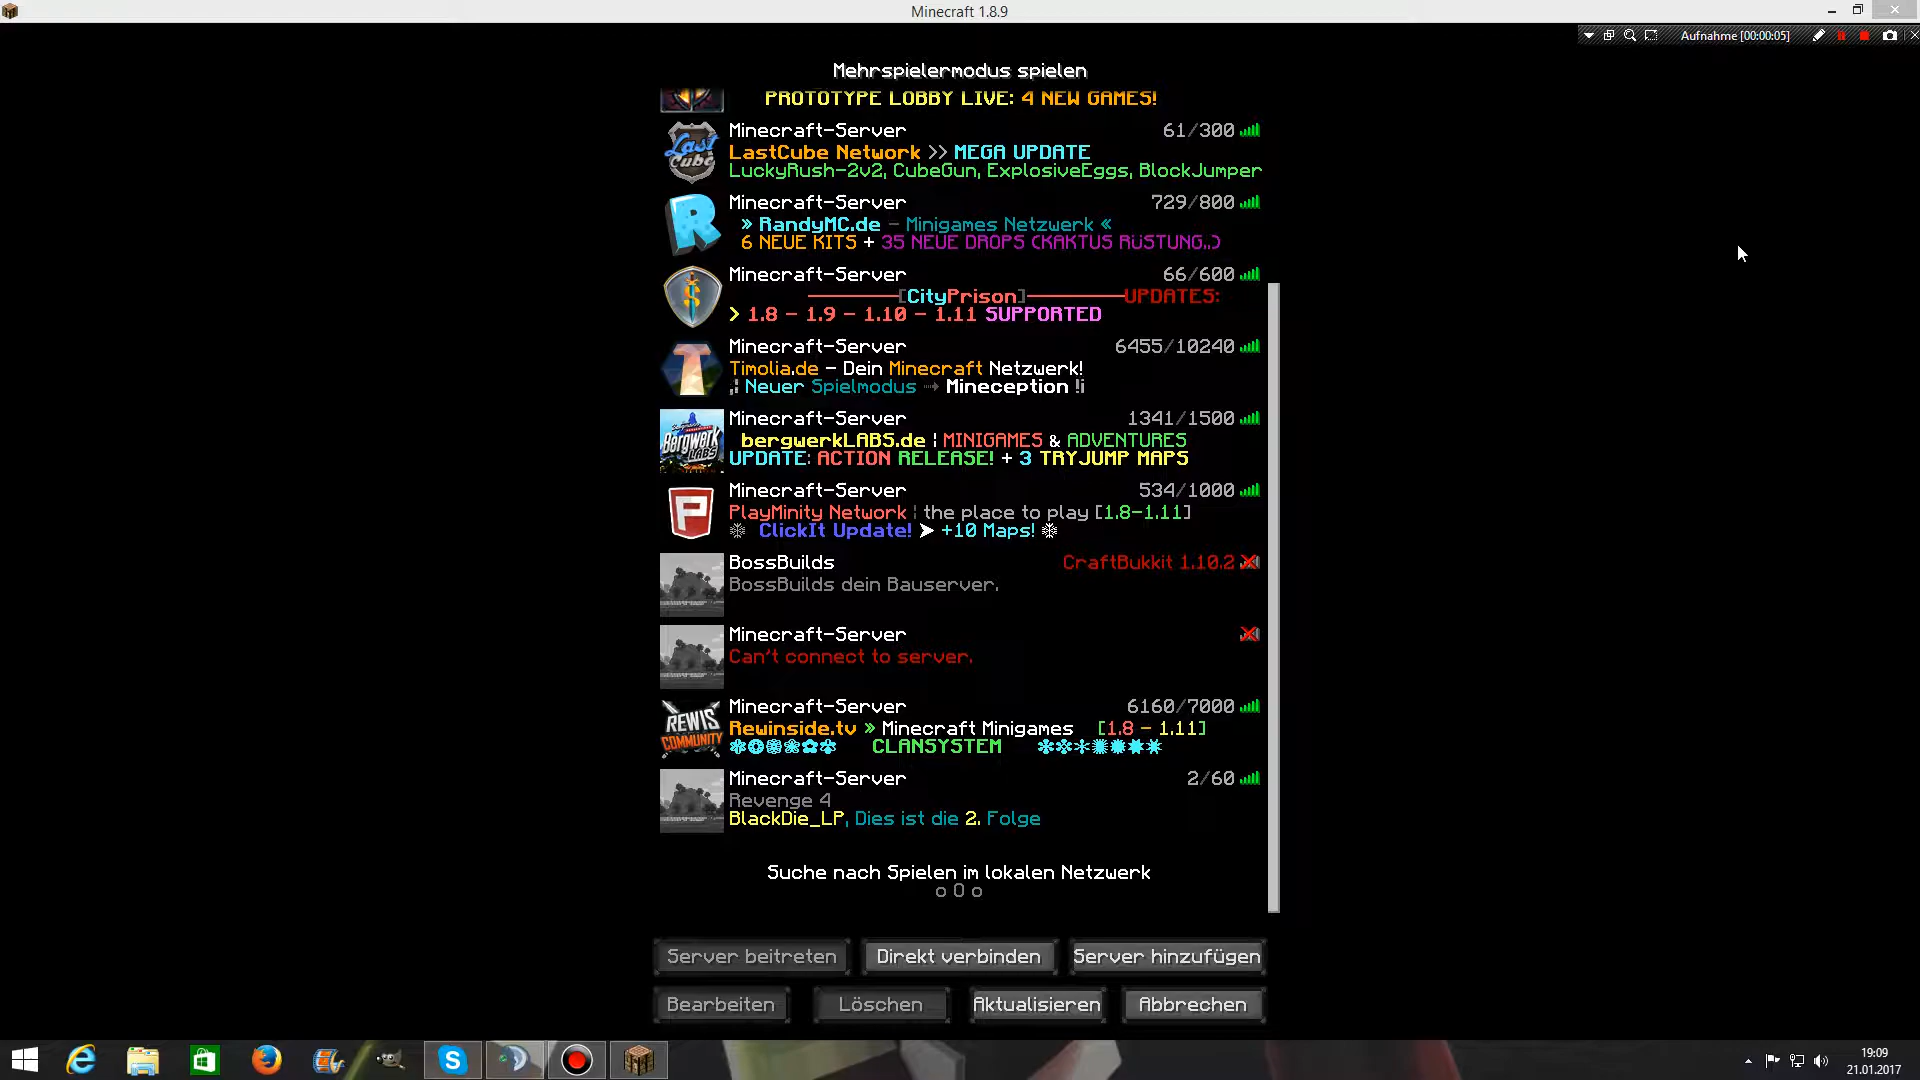 Minecraft 1.8.9
Aufnahme [00:00:05]
Mehrspielermodus spielen
PROTOTYPE LOBBY LIVE: 4 NEW GAMES!
Minecraft-Server 61/300
Last Cube
LastCube Network >> MEGA UPDATE
LuckyRush-2v2, CubeGun, ExplosiveEggs, BlockJumper
Minecraft-Server 729/800
R
» RandyMC.de - Minigames Netzwerk «
6 NEUE KITS + 35 NEUE DROPS (KAKTUS RÜSTUNG..)
Minecraft-Server 66/600
[CityPrison] UPDATES:
> 1.8 - 1.9 - 1.10 - 1.11 SUPPORTED
Minecraft-Server 6455/10240
T
Timolia.de - Dein Minecraft Netzwerk!
¡! Neuer Spielmodus → Mineception !¡
Minecraft-Server 1341/1500
Bergwerk LABS
bergwerkLABS.de ¦ MINIGAMES & ADVENTURES
UPDATE: ACTION RELEASE! + 3 TRYJUMP MAPS
Minecraft-Server 534/1000
P
PlayMinity Network ¦ the place to play [1.8-1.11]
❄ ClickIt Update! ➤ +10 Maps! ❄
BossBuilds CraftBukkit 1.10.2
BossBuilds dein Bauserver.
Minecraft-Server
Can't connect to server.
Minecraft-Server 6160/7000
REWIS COMMUNITY
Rewinside.tv » Minecraft Minigames [1.8 - 1.11]
CLANSYSTEM
Minecraft-Server 2/60
Revenge 4
BlackDie_LP, Dies ist die 2. Folge
Suche nach Spielen im lokalen Netzwerk
o O o
Server beitreten Direkt verbinden Server hinzufügen
Bearbeiten Löschen Aktualisieren Abbrechen
19:09
21.01.2017